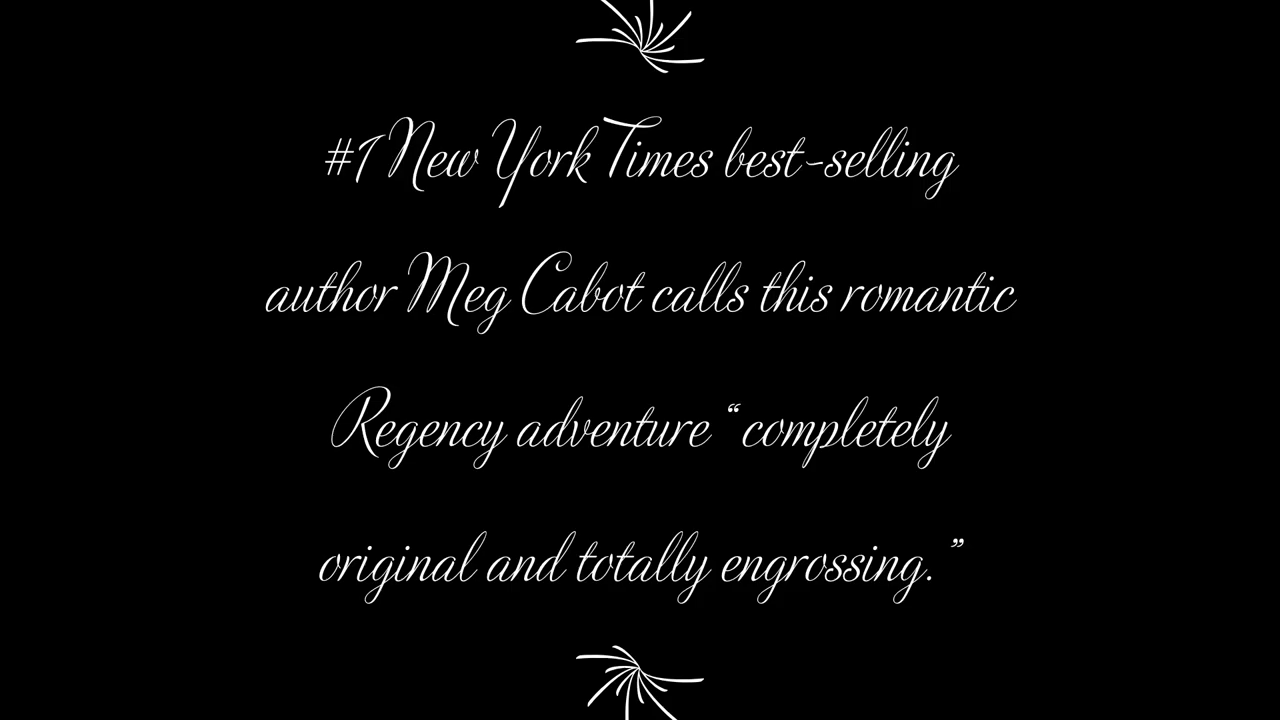 #1 New York Times best-selling
author Meg Cabot calls this romantic
Regency adventure “completely
original and totally engrossing.”